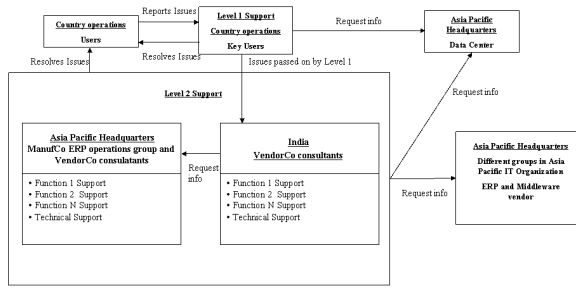 Reports Issues
Country operations
Users
Level 1 Support
Country operations
Key Users
Request info
Asia Pacific
Headquarters
Data Center
Resolves Issues
Resolves Issues
Issues passed on by Level 1
Level 2 Support
Request info
Asia Pacific Headquarters
ManufCo ERP operations group and
VendorCo consulatants
• Function 1 Support
• Function 2 Support
• Function N Support
• Technical Support
Request
info
India
VendorCo consultants
• Function 1 Support
• Function 2 Support
• Function N Support
• Technical Support
Request info
Asia Pacific Headquarters
Different groups in Asia
Pacific IT Organization
ERP and Middleware
vendor